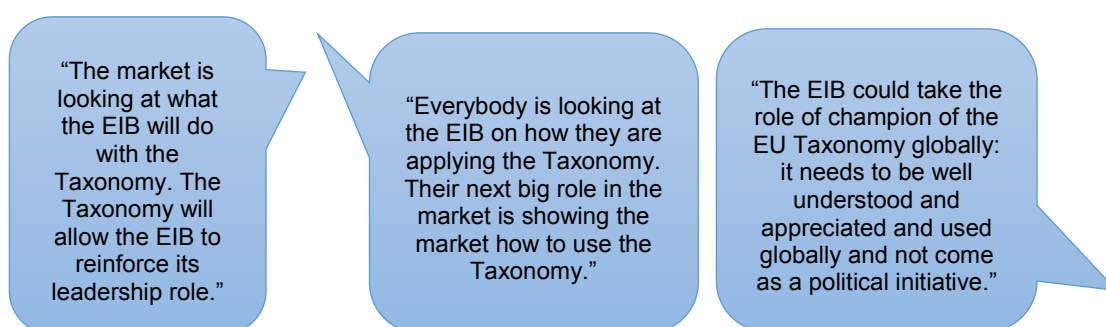 “The market is
looking at what
the EIB will do
with the
Taxonomy. The
Taxonomy will
allow the EIB to
reinforce its
leadership role.”
“Everybody is looking at
the EIB on how they are
applying the Taxonomy.
Their next big role in the
market is showing the
market how to use the
Taxonomy.”
“The EIB could take the
role of champion of the
EU Taxonomy globally:
it needs to be well
understood and
appreciated and used
globally and not come
as a political initiative.”